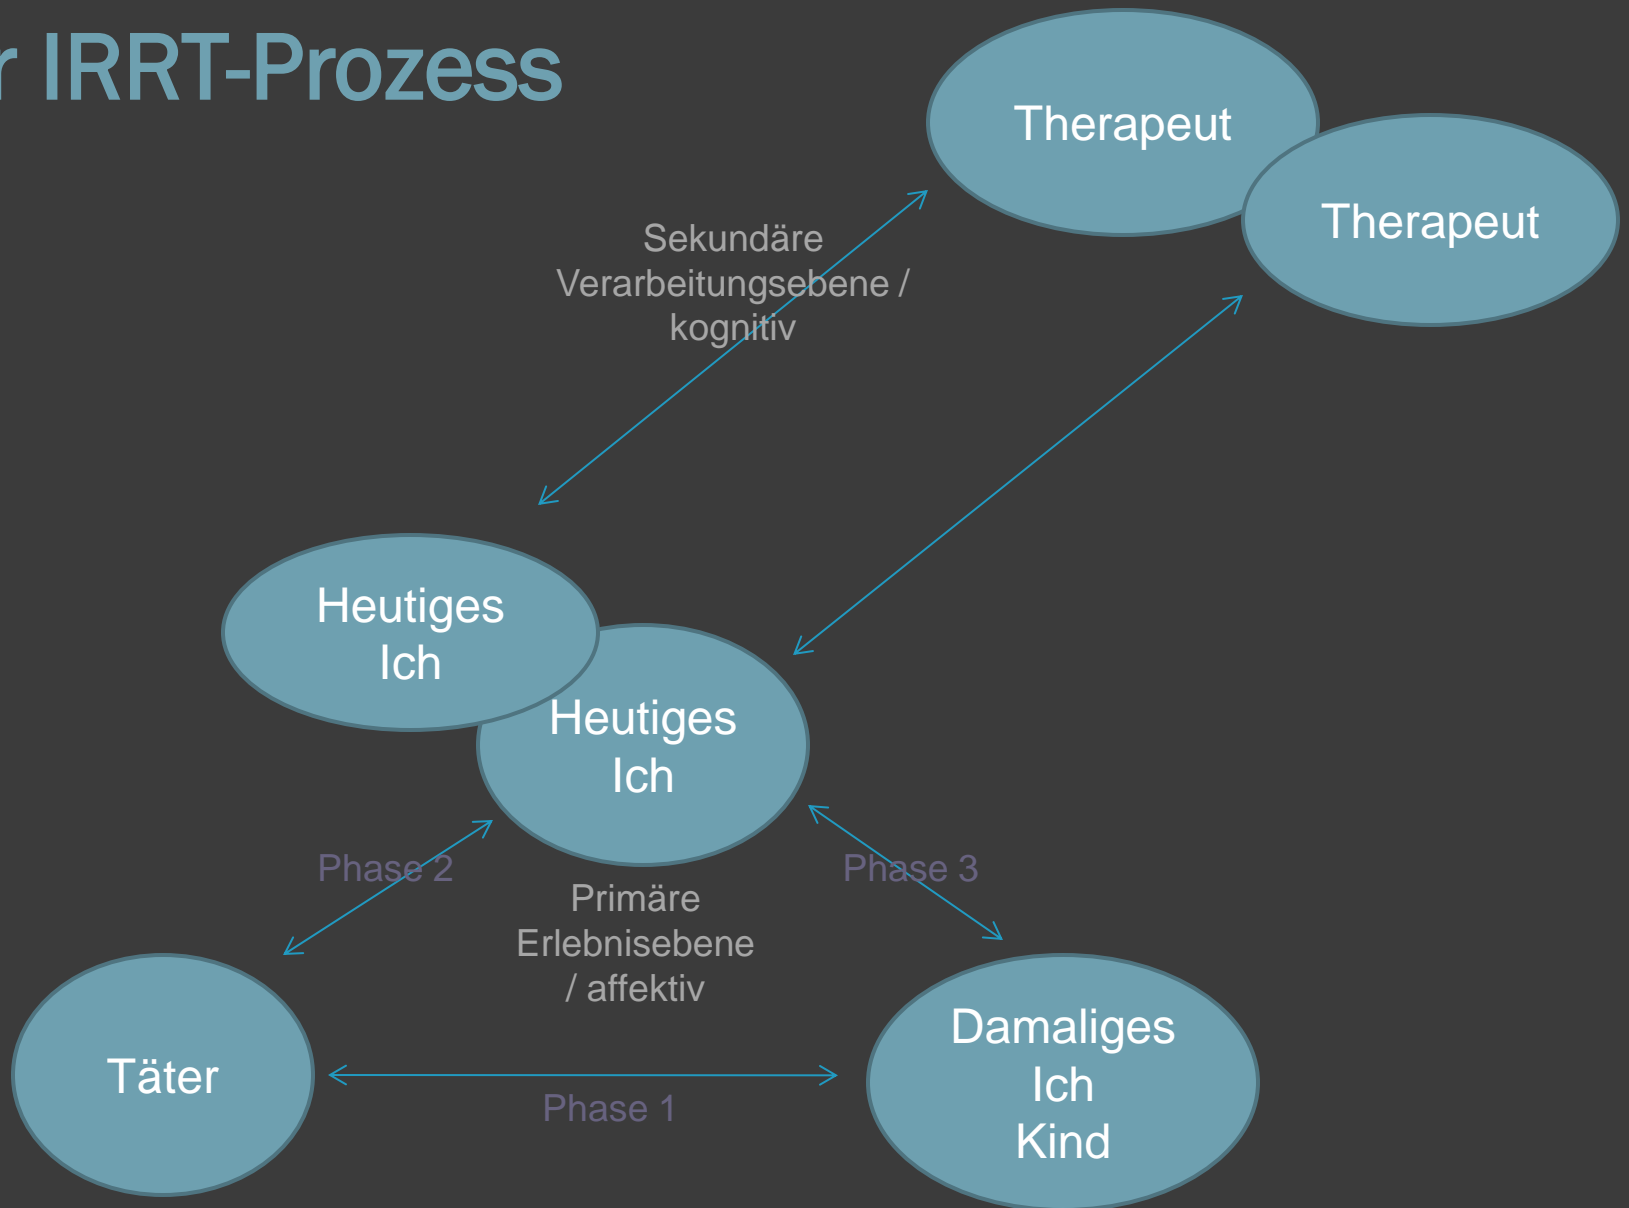 r IRRT-Prozess
Therapeut
Therapeut
Sekundäre
Verarbeitungsebene /
kognitiv
Heutiges
Ich
Heutiges
Ich
Phase 2
Phase 3
Primäre
Erlebnisebene
/ affektiv
Täter
Damaliges
Ich
Kind
Phase 1